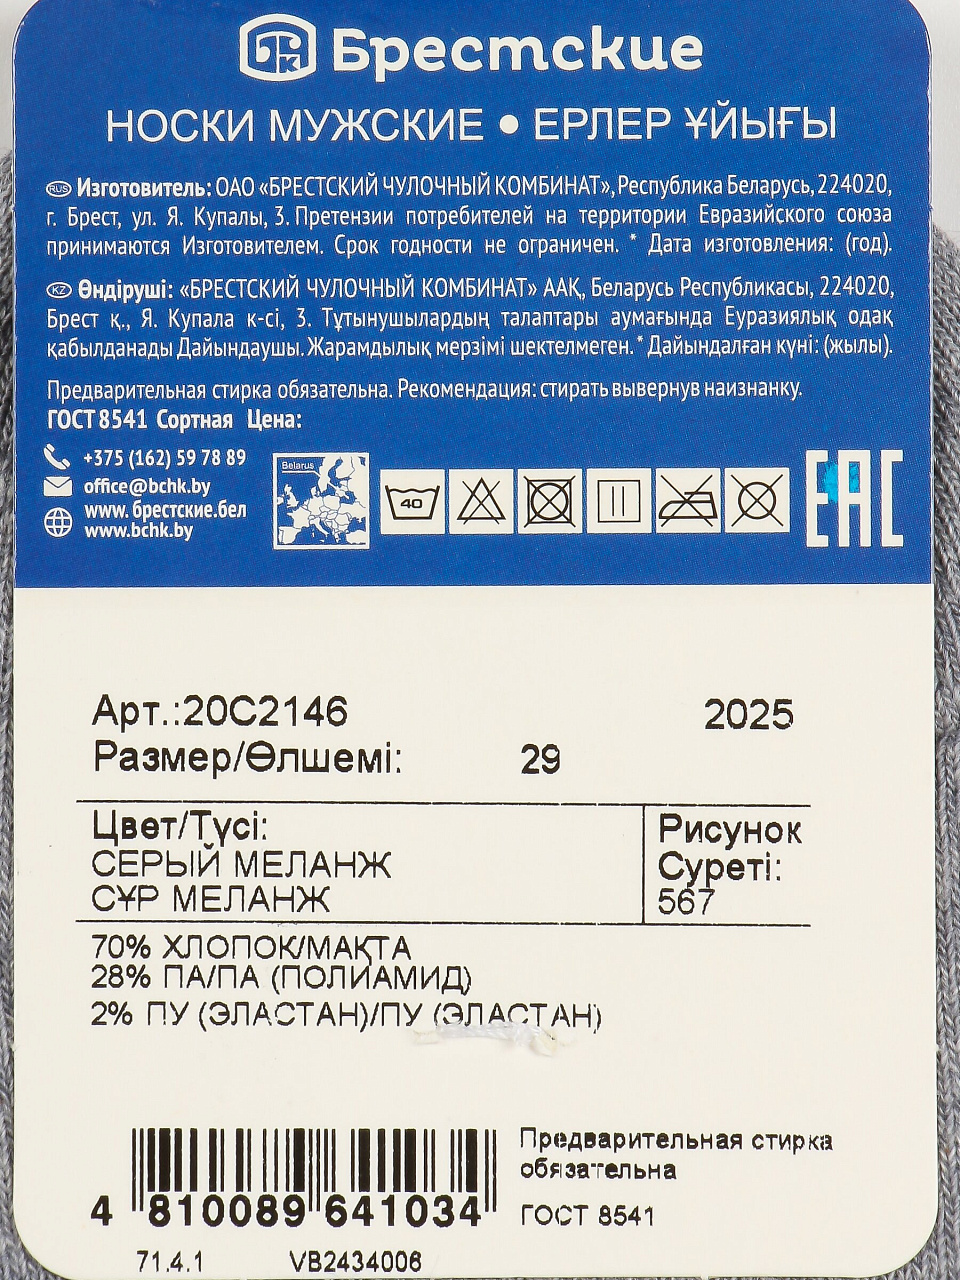 Брестские
НОСКИ МУЖСКИЕ • ЕРЛЕР ҰЙЫҒЫ
RUS Изготовитель: ОАО «БРЕСТСКИЙ ЧУЛОЧНЫЙ КОМБИНАТ», Республика Беларусь, 224020,
г. Брест, ул. Я. Купалы, 3. Претензии потребителей на территории Евразийского союза
принимаются Изготовителем. Срок годности не ограничен. * Дата изготовления: (год).
KZ Өндіруші: «БРЕСТСКИЙ ЧУЛОЧНЫЙ КОМБИНАТ» ААҚ, Беларусь Республикасы, 224020,
Брест қ., Я. Купала к-сі, 3. Тұтынушылардың талаптары аумағында Еуразиялық одақ
қабылданады Дайындаушы. Жарамдылық мерзімі шектелмеген. * Дайындалған күні: (жылы).
Предварительная стирка обязательна. Рекомендация: стирать вывернув наизнанку.
ГОСТ 8541 Сортная Цена:
+375 (162) 59 78 89
office@bchk.by
www. брестские.бел
www.bchk.by
Belarus
40
EAC
Арт.:20С2146 2025
Размер/Өлшемі: 29
Цвет/Түсі:
СЕРЫЙ МЕЛАНЖ
СҰР МЕЛАНЖ
Рисунок
Суреті:
567
70% ХЛОПОК/МАҚТА
28% ПА/ПА (ПОЛИАМИД)
2% ПУ (ЭЛАСТАН)/ПУ (ЭЛАСТАН)
Предварительная стирка
обязательна
ГОСТ 8541
4 810089 641034
71.4.1 VB2434006